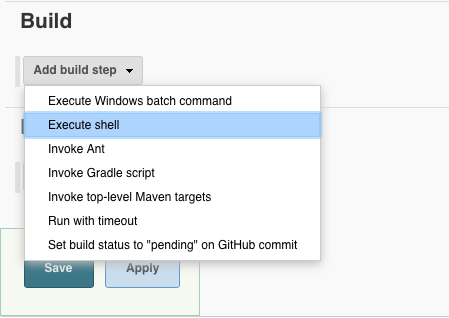 Build
Add build step
Execute Windows batch command
Execute shell
Invoke Ant
Invoke Gradle script
Invoke top-level Maven targets
Run with timeout
Set build status to "pending" on GitHub commit
Save Apply